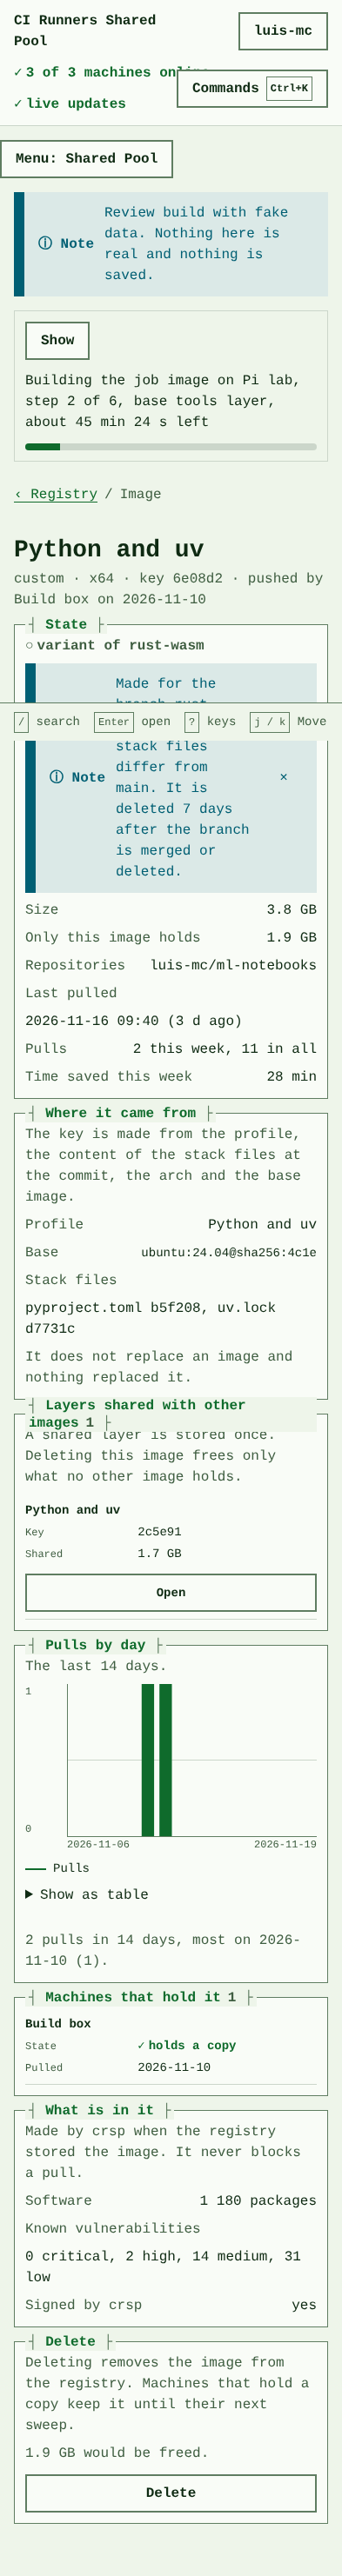 CI Runners Shared
Pool
luis-mc
✓ 3 of 3 machines
✓ live updates
Commands Ctrl+K
Menu: Shared Pool
ⓘ Note
Review build with fake
data. Nothing here is
real and nothing is
saved.
Show
Building the job image on Pi lab,
step 2 of 6, base tools layer,
about 45 min 24 s left
‹ Registry / Image
Python and uv
custom · x64 · key 6e08d2 · pushed by
Build box on 2026-11-10
State
○ variant of rust-wasm
Made for the
/ search Enter open ? keys j / k Move
ⓘ Note
stack files
differ from
main. It is
deleted 7 days
after the branch
is merged or
deleted.
×
Size 3.8 GB
Only this image holds 1.9 GB
Repositories luis-mc/ml-notebooks
Last pulled
2026-11-16 09:40 (3 d ago)
Pulls 2 this week, 11 in all
Time saved this week 28 min
Where it came from
The key is made from the profile,
the content of the stack files at
the commit, the arch and the base
image.
Profile Python and uv
Base ubuntu:24.04@sha256:4c1e
Stack files
pyproject.toml b5f208, uv.lock
d7731c
It does not replace an image and
nothing replaced it.
Layers shared with other
images 1
A shared layer is stored once.
Deleting this image frees only
what no other image holds.
Python and uv
Key 2c5e91
Shared 1.7 GB
Open
Pulls by day
The last 14 days.
1
0
2026-11-06 2026-11-19
Pulls
▶ Show as table
2 pulls in 14 days, most on 2026-
11-10 (1).
Machines that hold it 1
Build box
State ✓ holds a copy
Pulled 2026-11-10
What is in it
Made by crsp when the registry
stored the image. It never blocks
a pull.
Software 1 180 packages
Known vulnerabilities
0 critical, 2 high, 14 medium, 31
low
Signed by crsp yes
Delete
Deleting removes the image from
the registry. Machines that hold a
copy keep it until their next
sweep.
1.9 GB would be freed.
Delete